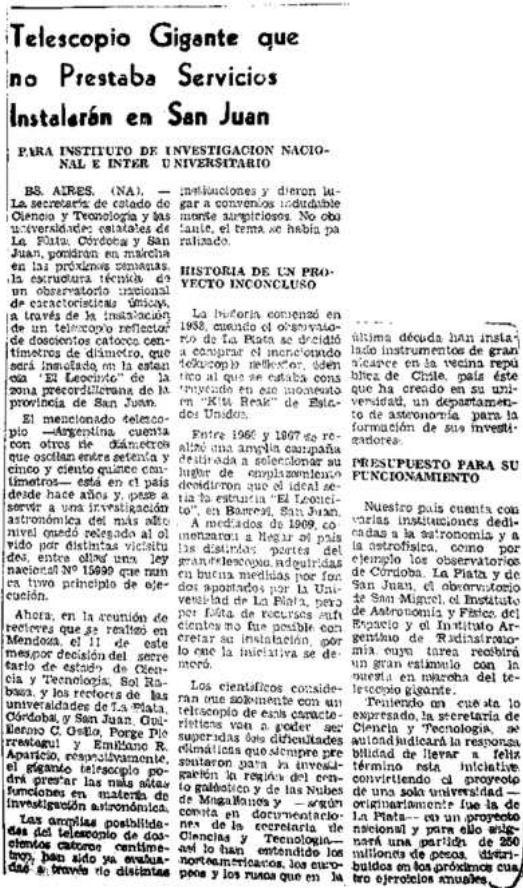 Telescopio Gigante que
no Prestaba Servicios
Instalarán en San Juan
PARA INSTITUTO DE INVESTIGACION NACIO-
NAL E INTER UNIVERSITARIO
BS. AIRES, (NA). —
La secretaría de estado de
Ciencia y Tecnología y las
universidades estatales de
La Plata, Córdoba y San
Juan, pondrán en marcha
en las próximas semanas,
la estructura técnica de
un observatorio nacional
de características únicas,
a través de la instalación
de un telescopio reflector
de doscientos catorce cen-
tímetros de diámetro, que
será instalado en la estan-
cia "El Leocinto" de la
zona precordillerana de la
provincia de San Juan.
El mencionado telesco-
pio —Argentina cuenta
con otros de diámetros
que oscilan entre setenta y
cinco y ciento quince cen-
tímetros— está en el país
desde hace años y, pese a
servir a una investigación
astronómica del más alto
nivel quedó relegado al ol
vido por distintas vicisitu
des, entre ellas una ley
nacional Nº 15999 que nun
ca tuvo principio de eje-
cución.
Ahora, en la reunión de
rectores que se realizó en
Mendoza, el 11 de este
mes, por decisión del secre
tario de estado de Cien-
cia y Tecnología, Sol Ra-
basa, y los rectores de las
universidades de La Plata,
Córdoba, y San Juan, Gui-
llermo C. Gallo, Jorge Pie
rrestegui y Emiliano R.
Aparicio, respectivamente,
el gigante telescopio po-
drá prestar las más altas
funciones en materia de
investigación astronómica.
Las amplias posibilida-
des del telescopio de dos-
cientos catorce centíme-
tros, han sido ya evalua-
das a través de distintas
instituciones y dieron lu-
gar a convenios indudable
mente auspiciosos. No obs
tante, el tema se había pa
ralizado.
HISTORIA DE UN PRO-
YECTO INCONCLUSO
La historia comenzó en
1958, cuando el observato-
rio de La Plata se decidió
a comprar el mencionado
telescopio reflector, idén
tico al que se estaba cons
truyendo en ese momento
en "Kitt Reak" de Esta-
dos Unidos.
Entre 1966 y 1967 se re-
alizó una amplia campaña
destinada a seleccionar su
lugar de emplazamiento
decidieron que el ideal se-
ría la estancia "El Leonci-
to", en Barreal, San Juan.
A mediados de 1969, co-
menzaron a llegar al país
las distintas partes del
gran telescopio, adquiridas
en buena medidas por fon
dos aportados por la Uni-
versidad de La Plata, pero
por falta de recursos sufi
cientes no fue posible con
cretar su instalación, por
lo que la iniciativa se de-
moró.
Los científicos conside-
ran que solamente con un
telescopio de esas caracte-
rísticas van a poder ser
superadas las dificultades
climáticas que siempre pre
sentaron para la investi-
gación la región del cen-
to galáctico y de las Nubes
de Magallanes y — según
consta en documentacio-
nes de la secretaría de
Ciencias y Tecnología—
así lo han entendido los
norteamericanos, los euro-
peos y los rusos que en la
última década han insta-
lado instrumentos de gran
alcance en la vecina repú
blica de Chile, país éste
que ha creado en su uni-
versidad, un departamen-
to de astronomía para la
formación de sus investi-
gadores.
PRESUPUESTO PARA SU
FUNCIONAMIENTO
Nuestro país cuenta con
varias instituciones dedi-
cadas a la astronomía y a
la astrofísica, como por
ejemplo los observatorios
de Córdoba, La Plata y de
San Juan, el observatorio
de San Miguel, el Instituto
de Astronomía y Física del
Espacio y el Intituto Ar-
gentino de Radiastrono-
mía cuya tarea recibirá
un gran estímulo con la
puesta en marcha del te-
lescopio gigante.
Teniendo en cuenta lo
expresado, la secretaría de
Ciencia y Tecnología, se
autoadjudicará la responsa
bilidad de llevar a feliz
término esta iniciativa
convirtiendo el proyecto
de una sola universidad —
originariamente fue la de
La Plata— en un proyecto
nacional y para ello asig-
nará una partida de 250
millones de pesos, distri-
buidos en los próximos cua
tro ejercicios anuales.